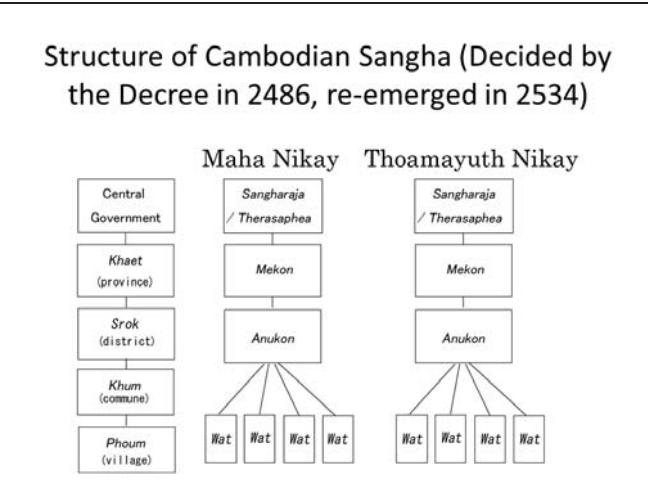 Structure of Cambodian Sangha (Decided by
the Decree in 2486, re-emerged in 2534)
Maha Nikay
Thoamayuth Nikay
Central
Government
Khaet
(province)
Srok
(district)
Khum
(commune)
Phoum
(village)
Sangharaja
/ Therasaphea
Mekon
Anukon
Wat Wat Wat Wat
Sangharaja
/ Therasaphea
Mekon
Anukon
Wat Wat Wat Wat